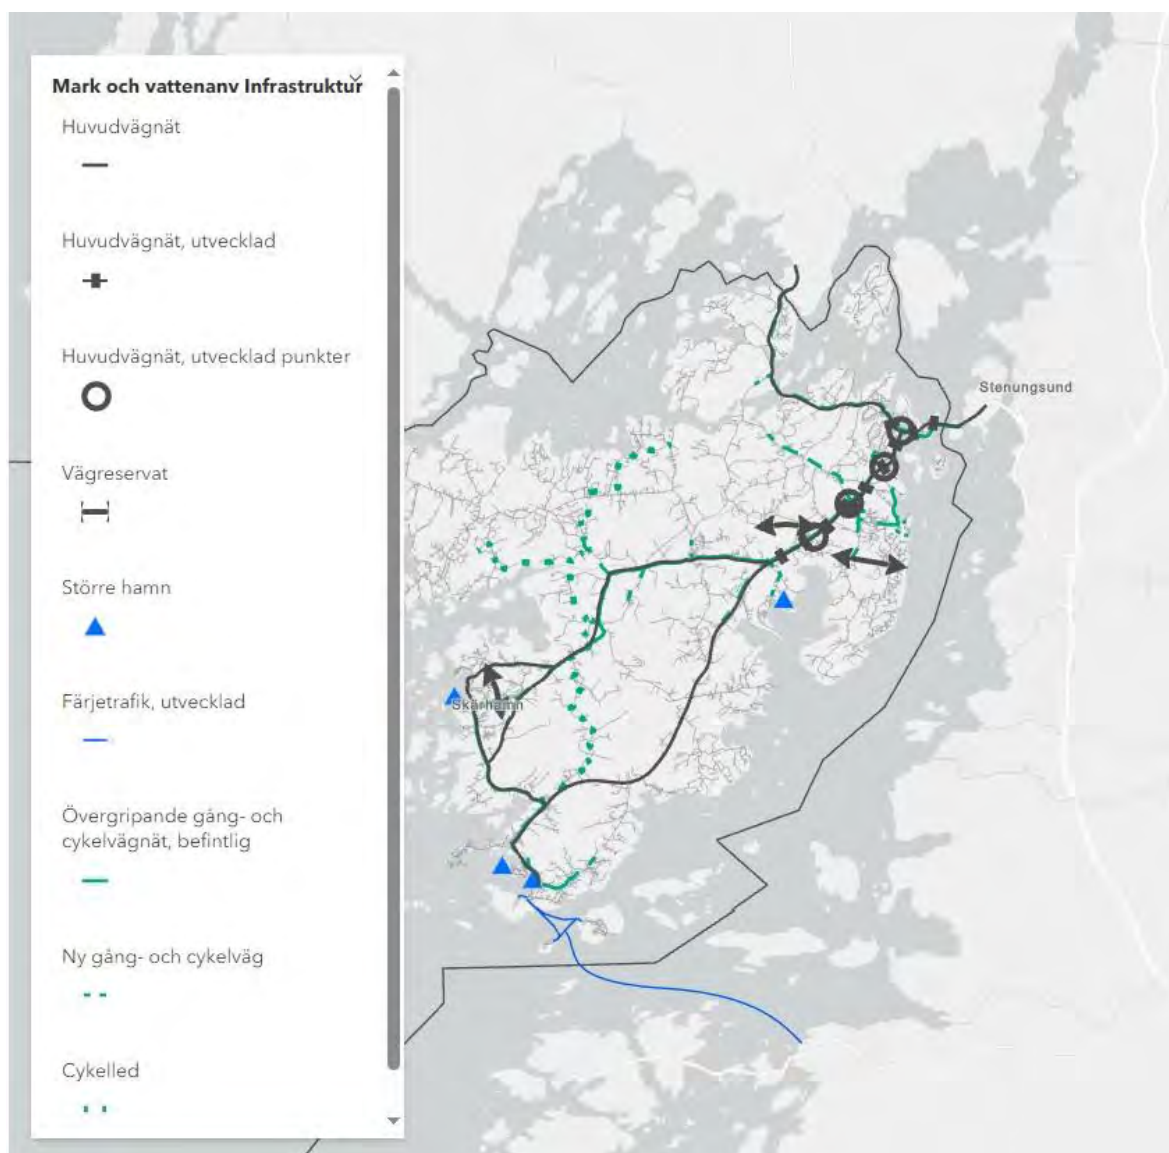 Mark och vattenanv Infrastruktur
Huvudvägnät
Huvudvägnät, utvecklad
Huvudvägnät, utvecklad punkter
Vägreservat
Större hamn
Färjetrafik, utvecklad
Övergripande gång- och
cykelvägnät, befintlig
Ny gång- och cykelväg
Cykelled
Stenungsund
Skärhamn